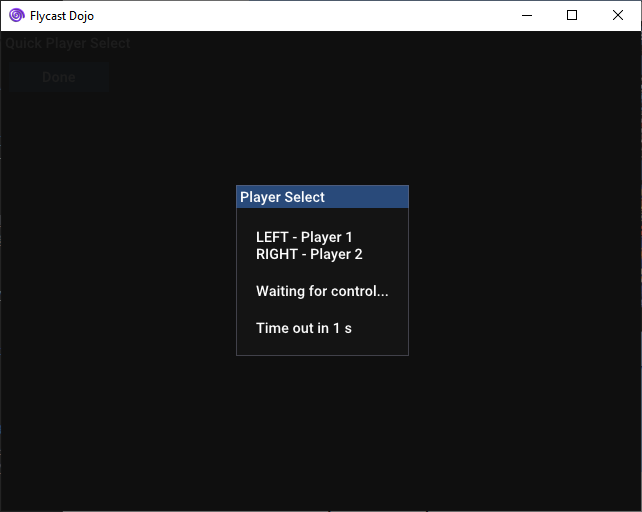 Flycast Dojo
Quick Player Select
Done
Player Select
LEFT - Player 1
RIGHT - Player 2
Waiting for control...
Time out in 1 s